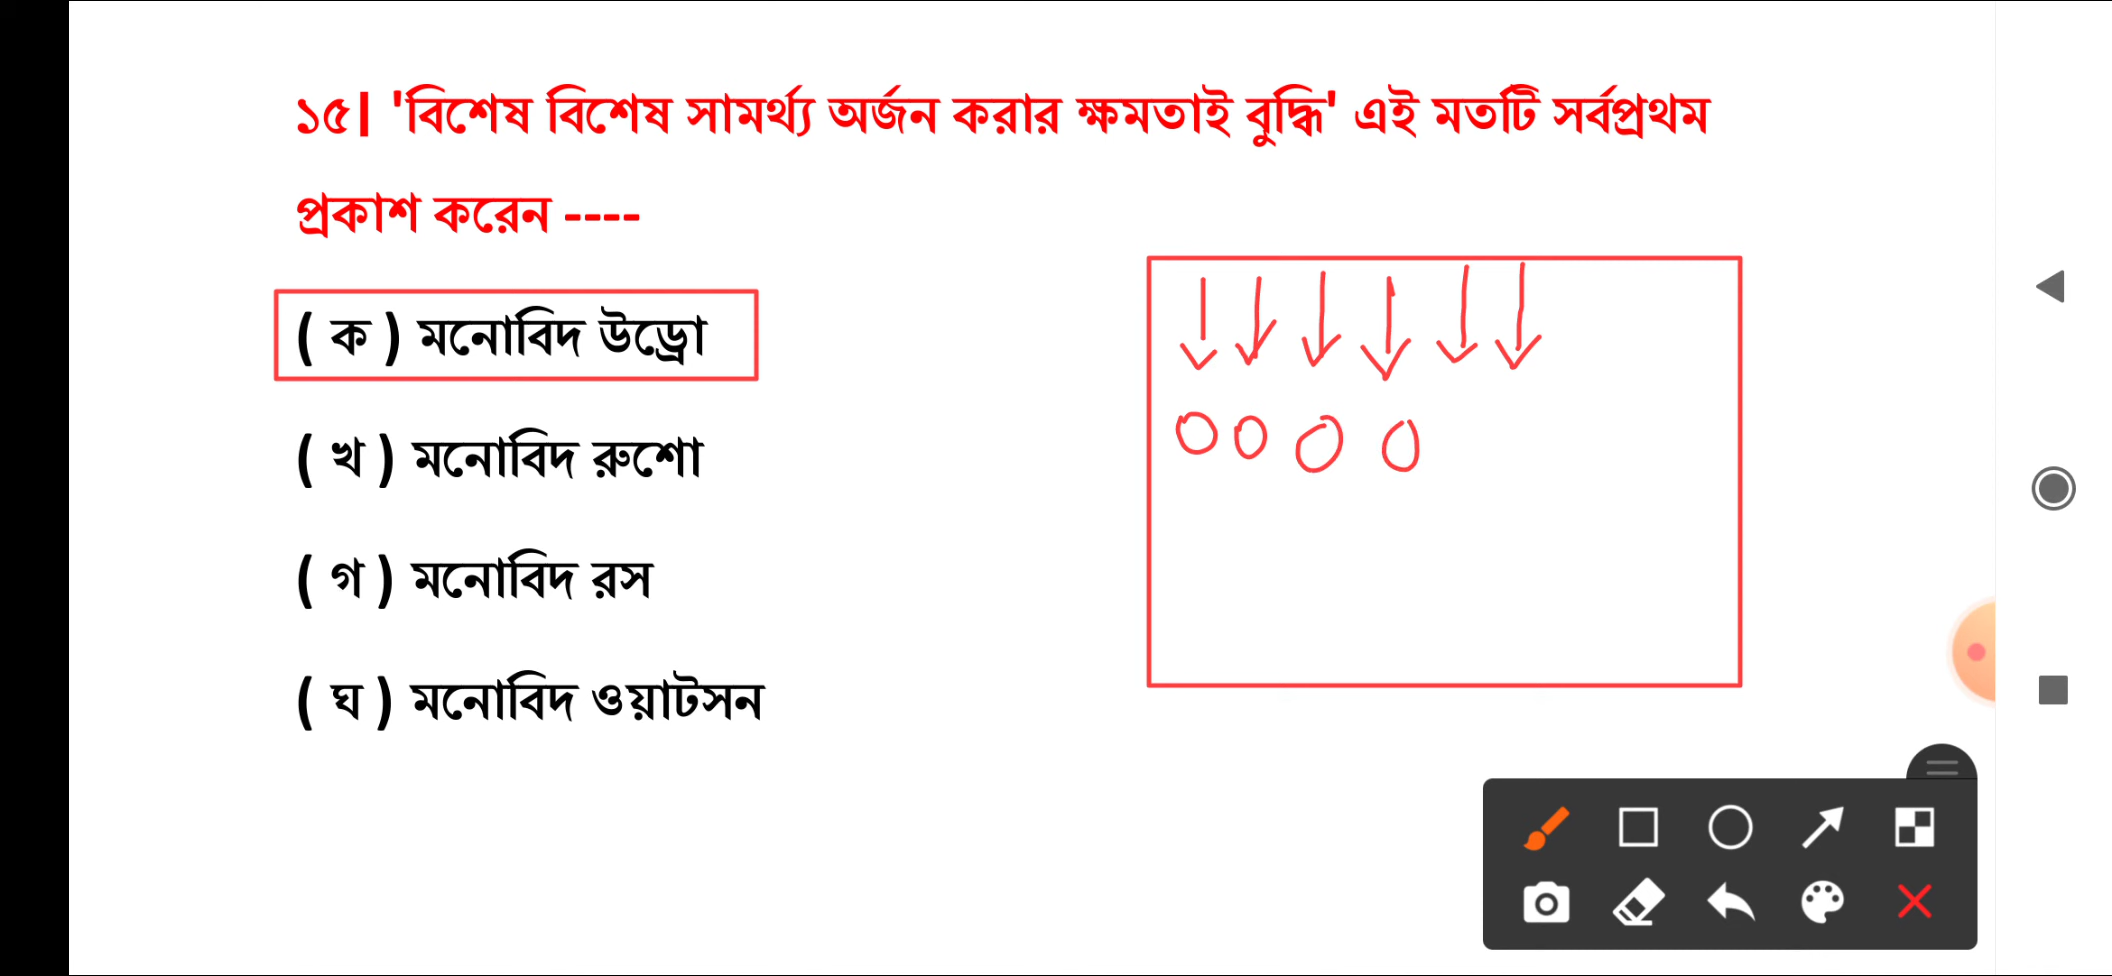 ১৫| 'বিশেষ বিশেষ সামর্থ্য অর্জন করার ক্ষমতাই বুদ্ধি' এই মতটি সর্বপ্রথম
প্রকাশ করেন ----
( ক ) মনোবিদ উড্রো
( খ ) মনোবিদ রুশো
( গ ) মনোবিদ রস
( ঘ ) মনোবিদ ওয়াটসন